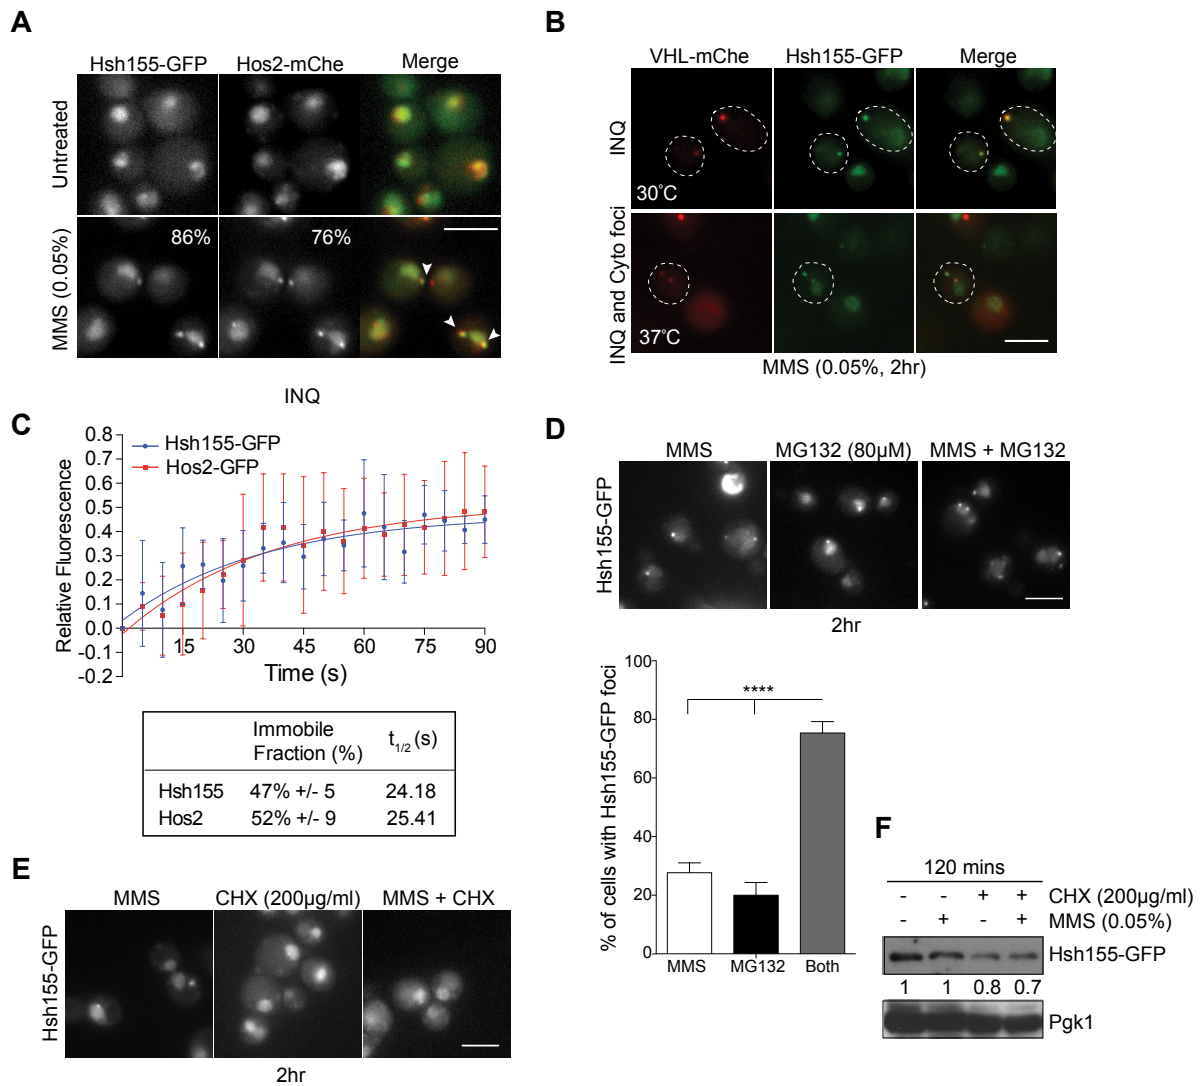 A
Hsh155-GFP Hos2-mChe Merge
Untreated
MMS (0.05%)
86% 76%
INQ
B
VHL-mChe Hsh155-GFP Merge
INQ
30°C
INQ and Cyto foci
37°C
MMS (0.05%, 2hr)
C
Hsh155-GFP
Hos2-GFP
Relative Fluorescence
0.8
0.7
0.6
0.5
0.4
0.3
0.2
0.1
0.0
-0.1
-0.2
15 30 45 60 75 90
Time (s)
Immobile
Fraction (%) t1/2 (s)
Hsh155 47% +/- 5 24.18
Hos2 52% +/- 9 25.41
D
MMS MG132 (80µM) MMS + MG132
Hsh155-GFP
2hr
% of cells with Hsh155-GFP foci
100
80
60
40
20
0
****
MMS MG132 Both
E
MMS CHX (200µg/ml) MMS + CHX
Hsh155-GFP
2hr
F
120 mins
- - + + CHX (200µg/ml)
- + - + MMS (0.05%)
Hsh155-GFP
1 1 0.8 0.7
Pgk1